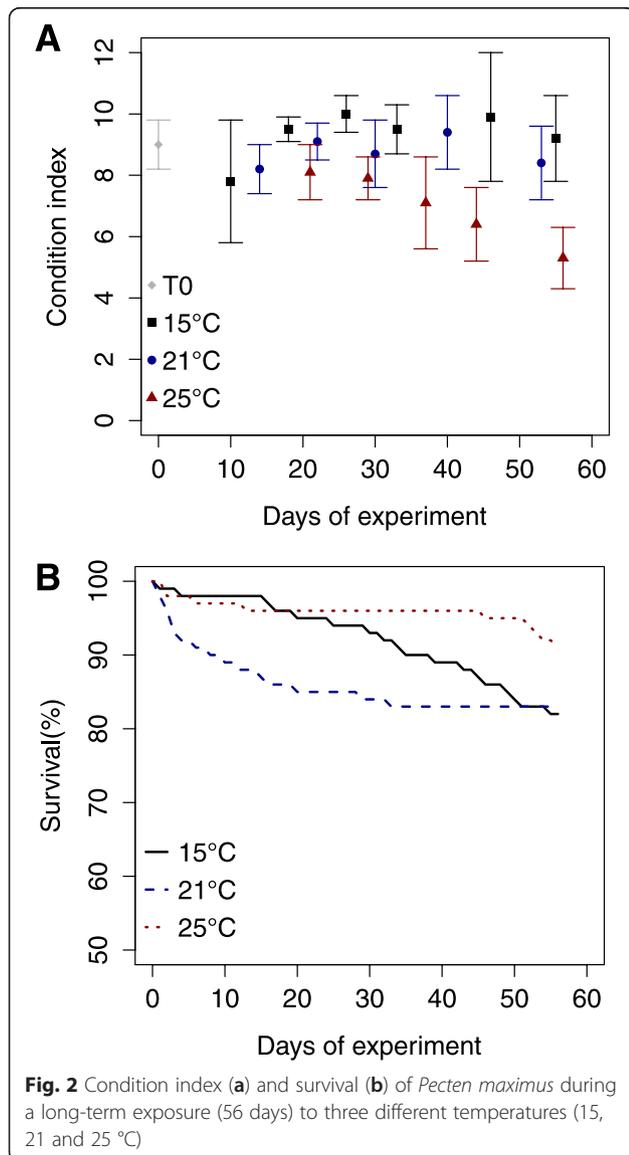 A
Condition index
12
10
8
6
4
2
0
T0
15°C
21°C
25°C
0 10 20 30 40 50 60
Days of experiment
B
Survival(%)
100
90
80
70
60
50
15°C
21°C
25°C
0 10 20 30 40 50 60
Days of experiment
Fig. 2 Condition index (a) and survival (b) of Pecten maximus during
a long-term exposure (56 days) to three different temperatures (15,
21 and 25 °C)